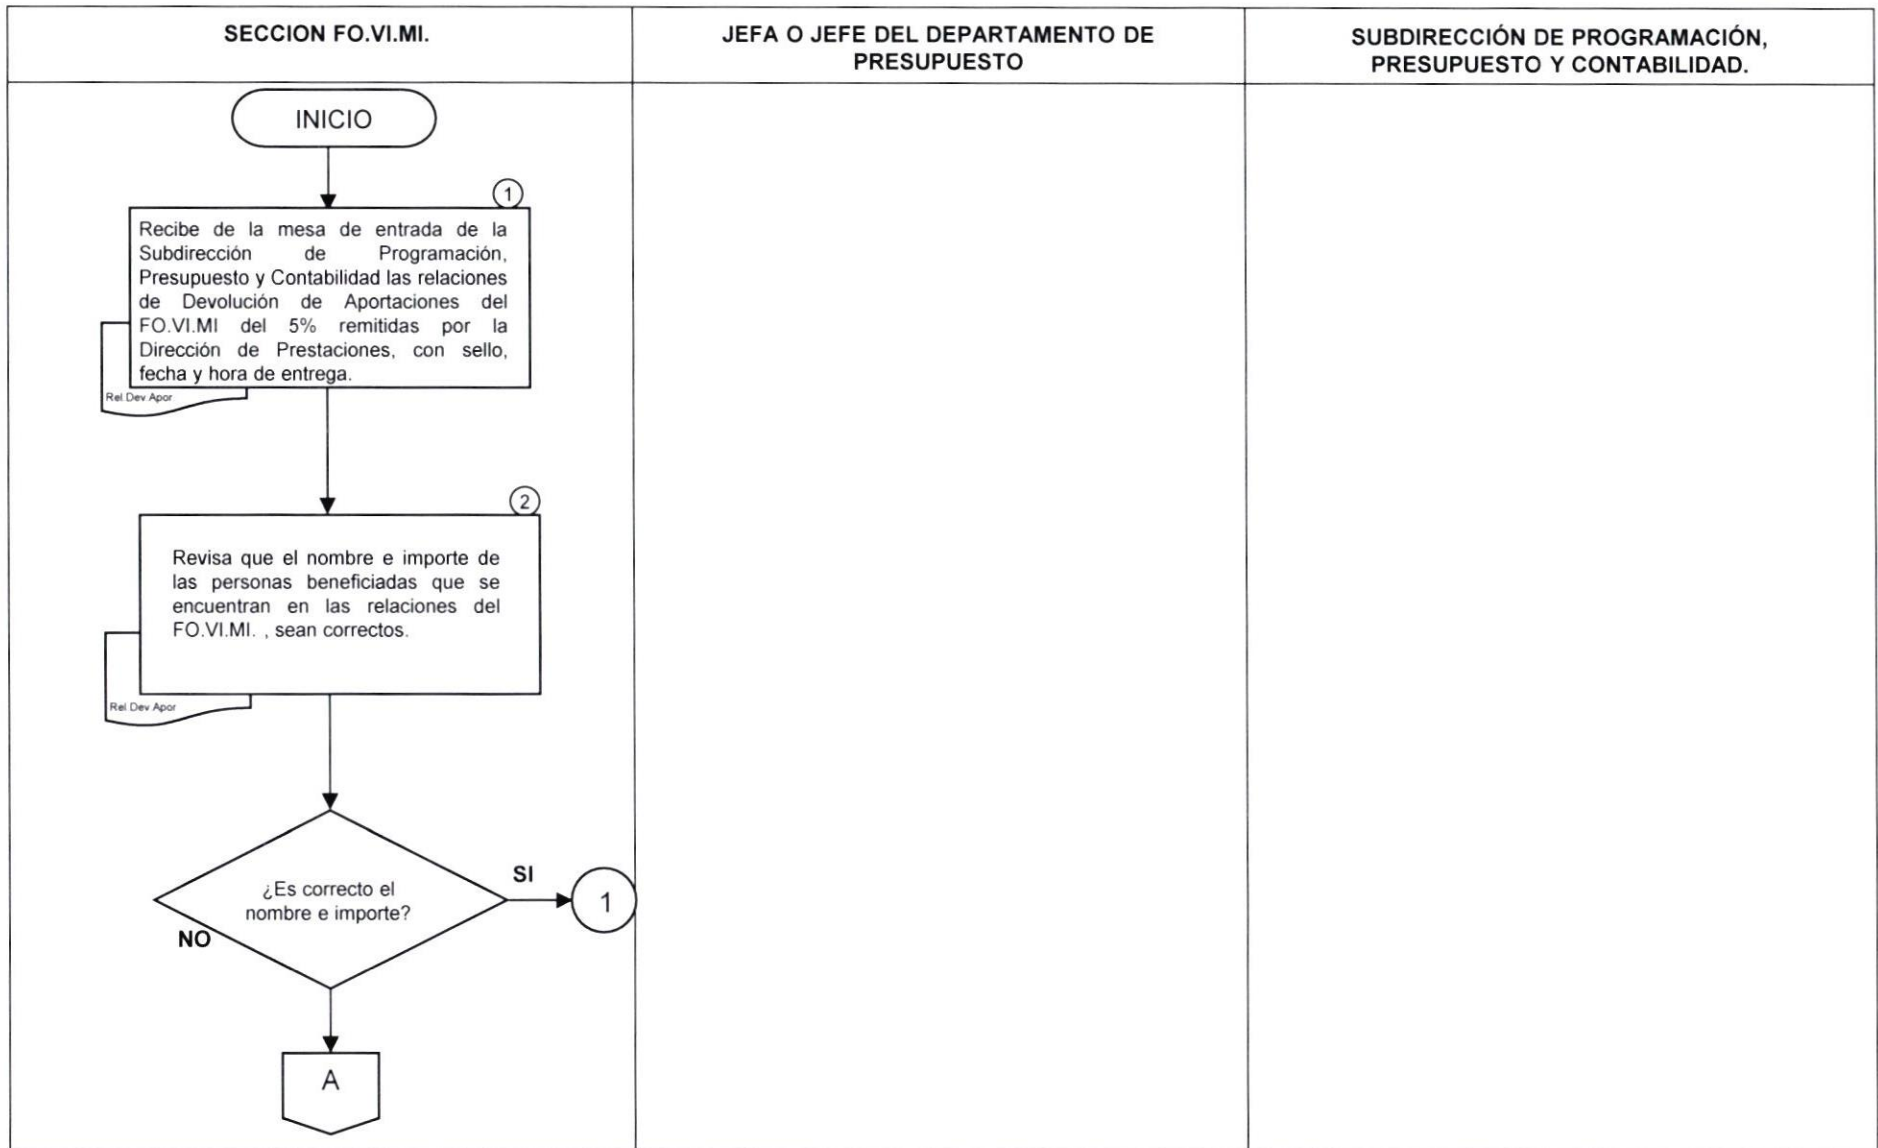 SECCION FO.VI.MI.
JEFA O JEFE DEL DEPARTAMENTO DE
PRESUPUESTO
SUBDIRECCIÓN DE PROGRAMACIÓN,
PRESUPUESTO Y CONTABILIDAD.
INICIO
1
Recibe de la mesa de entrada de la
Subdirección de Programación,
Presupuesto y Contabilidad las relaciones
de Devolución de Aportaciones del
FO.VI.MI del 5% remitidas por la
Dirección de Prestaciones, con sello,
fecha y hora de entrega.
Rel Dev Apor
2
Revisa que el nombre e importe de
las personas beneficiadas que se
encuentran en las relaciones del
FO.VI.MI. , sean correctos.
Rel Dev Apor
¿Es correcto el
nombre e importe?
SI
1
NO
A